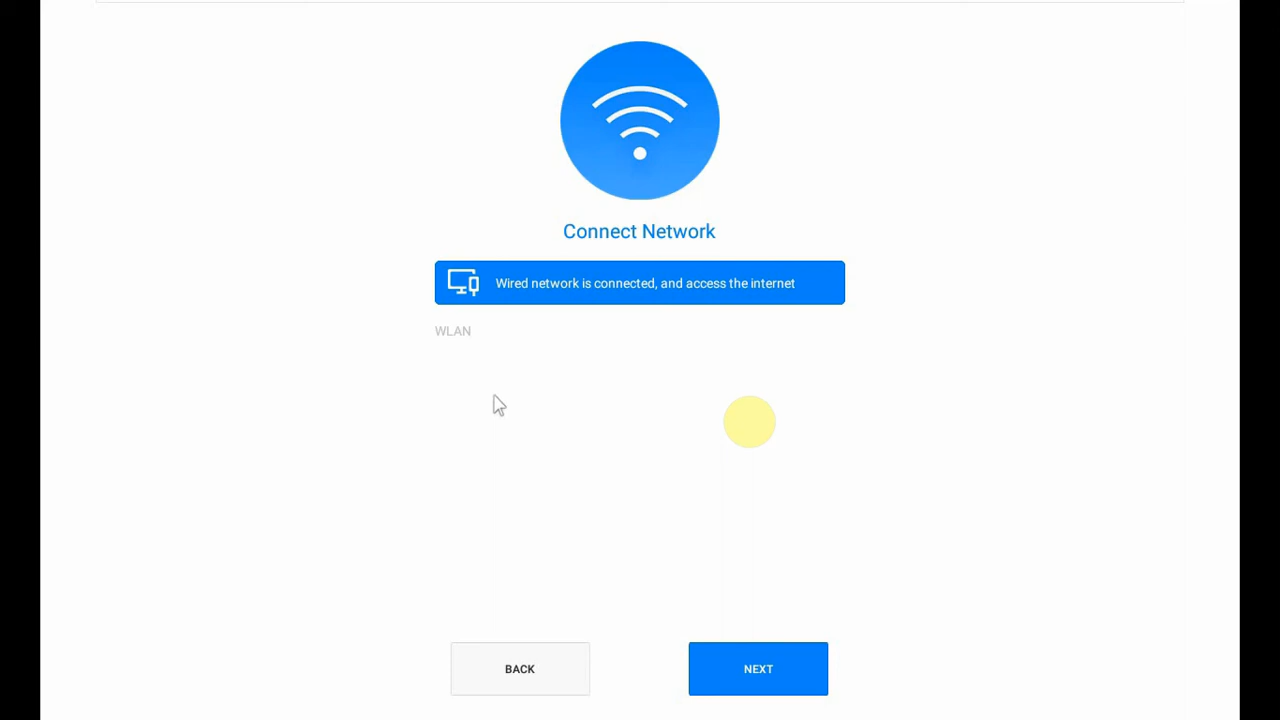 Connect Network
Wired network is connected, and access the internet
WLAN
BACK
NEXT